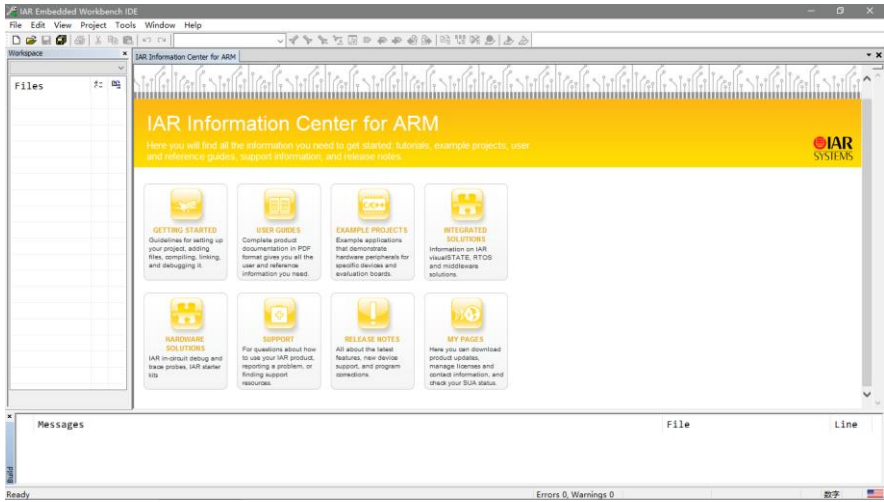 IAR Embedded Workbench IDE
File Edit View Project Tools Window Help
Workspace
IAR Information Center for ARM
Files
IAR Information Center for ARM
Here you will find all the information you need to get started: tutorials, example projects, user
and reference guides, support information, and release notes.
IAR
SYSTEMS
GETTING STARTED
Guidelines for setting up
your project, adding
files, compiling, linking,
and debugging it.
USER GUIDES
Complete product
documentation in PDF
format gives you all the
user and reference
information you need.
EXAMPLE PROJECTS
Example applications
that demonstrate
hardware peripherals for
specific devices and
evaluation boards.
INTEGRATED
SOLUTIONS
Information on IAR
visualSTATE, RTOS
and middleware
solutions.
HARDWARE
SOLUTIONS
IAR in-circuit debug and
trace probes, IAR starter
kits
SUPPORT
For questions about how
to use your IAR product,
reporting a problem, or
finding support
resources.
RELEASE NOTES
All about the latest
features, new device
support, and program
corrections.
MY PAGES
Here you can download
product updates,
manage licenses and
contact information, and
check your SUA status.
Messages File Line
Build
Ready Errors 0, Warnings 0 数字